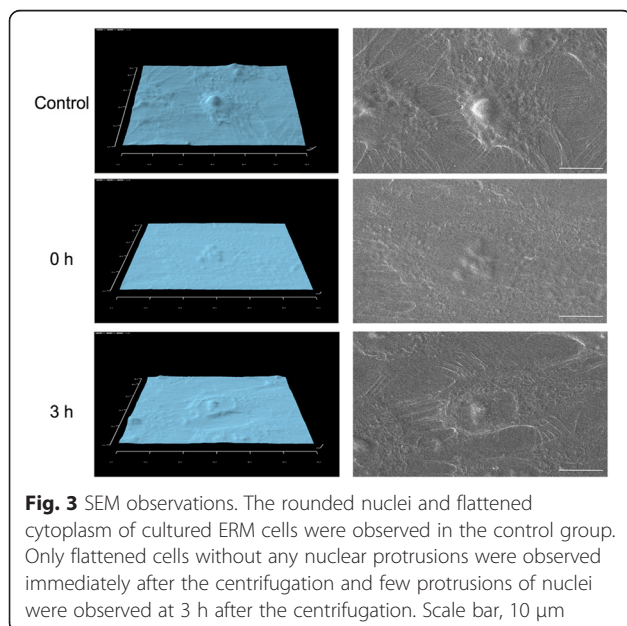 Control
0 h
3 h
Fig. 3 SEM observations. The rounded nuclei and flattened
cytoplasm of cultured ERM cells were observed in the control group.
Only flattened cells without any nuclear protrusions were observed
immediately after the centrifugation and few protrusions of nuclei
were observed at 3 h after the centrifugation. Scale bar, 10 μm